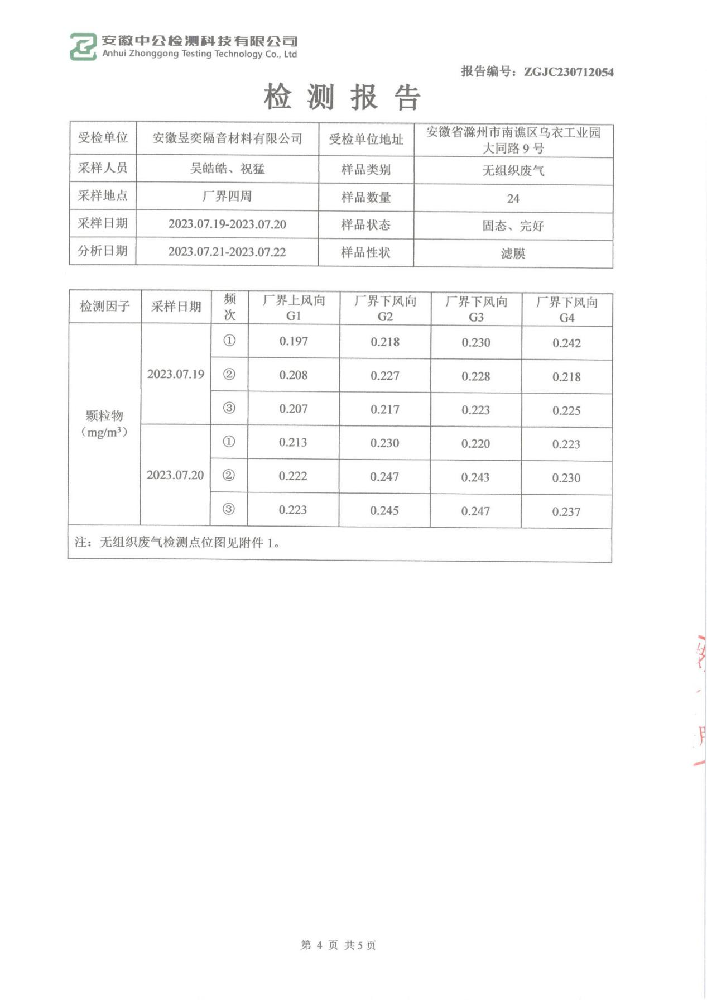 安徽中公检测科技有限公司
Anhui Zhonggong Testing Technology Co., Ltd
报告编号：ZGJC230712054
检测报告
受检单位 安徽昱奕隔音材料有限公司 受检单位地址 安徽省滁州市南谯区乌衣工业园
大同路 9 号
采样人员 吴皓皓、祝猛 样品类别 无组织废气
采样地点 厂界四周 样品数量 24
采样日期 2023.07.19-2023.07.20 样品状态 固态、完好
分析日期 2023.07.21-2023.07.22 样品性状 滤膜
检测因子 采样日期 频次 厂界上风向 G1 厂界下风向 G2 厂界下风向 G3 厂界下风向 G4
颗粒物
（mg/m³）
2023.07.19 ① 0.197 0.218 0.230 0.242
② 0.208 0.227 0.228 0.218
③ 0.207 0.217 0.223 0.225
2023.07.20 ① 0.213 0.230 0.220 0.223
② 0.222 0.247 0.243 0.230
③ 0.223 0.245 0.247 0.237
注：无组织废气检测点位图见附件 1。
第 4 页 共 5 页